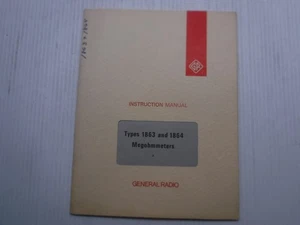 INSTRUCTION MANUAL
Types 1863 and 1864
Megohmmeters
GENERAL RADIO